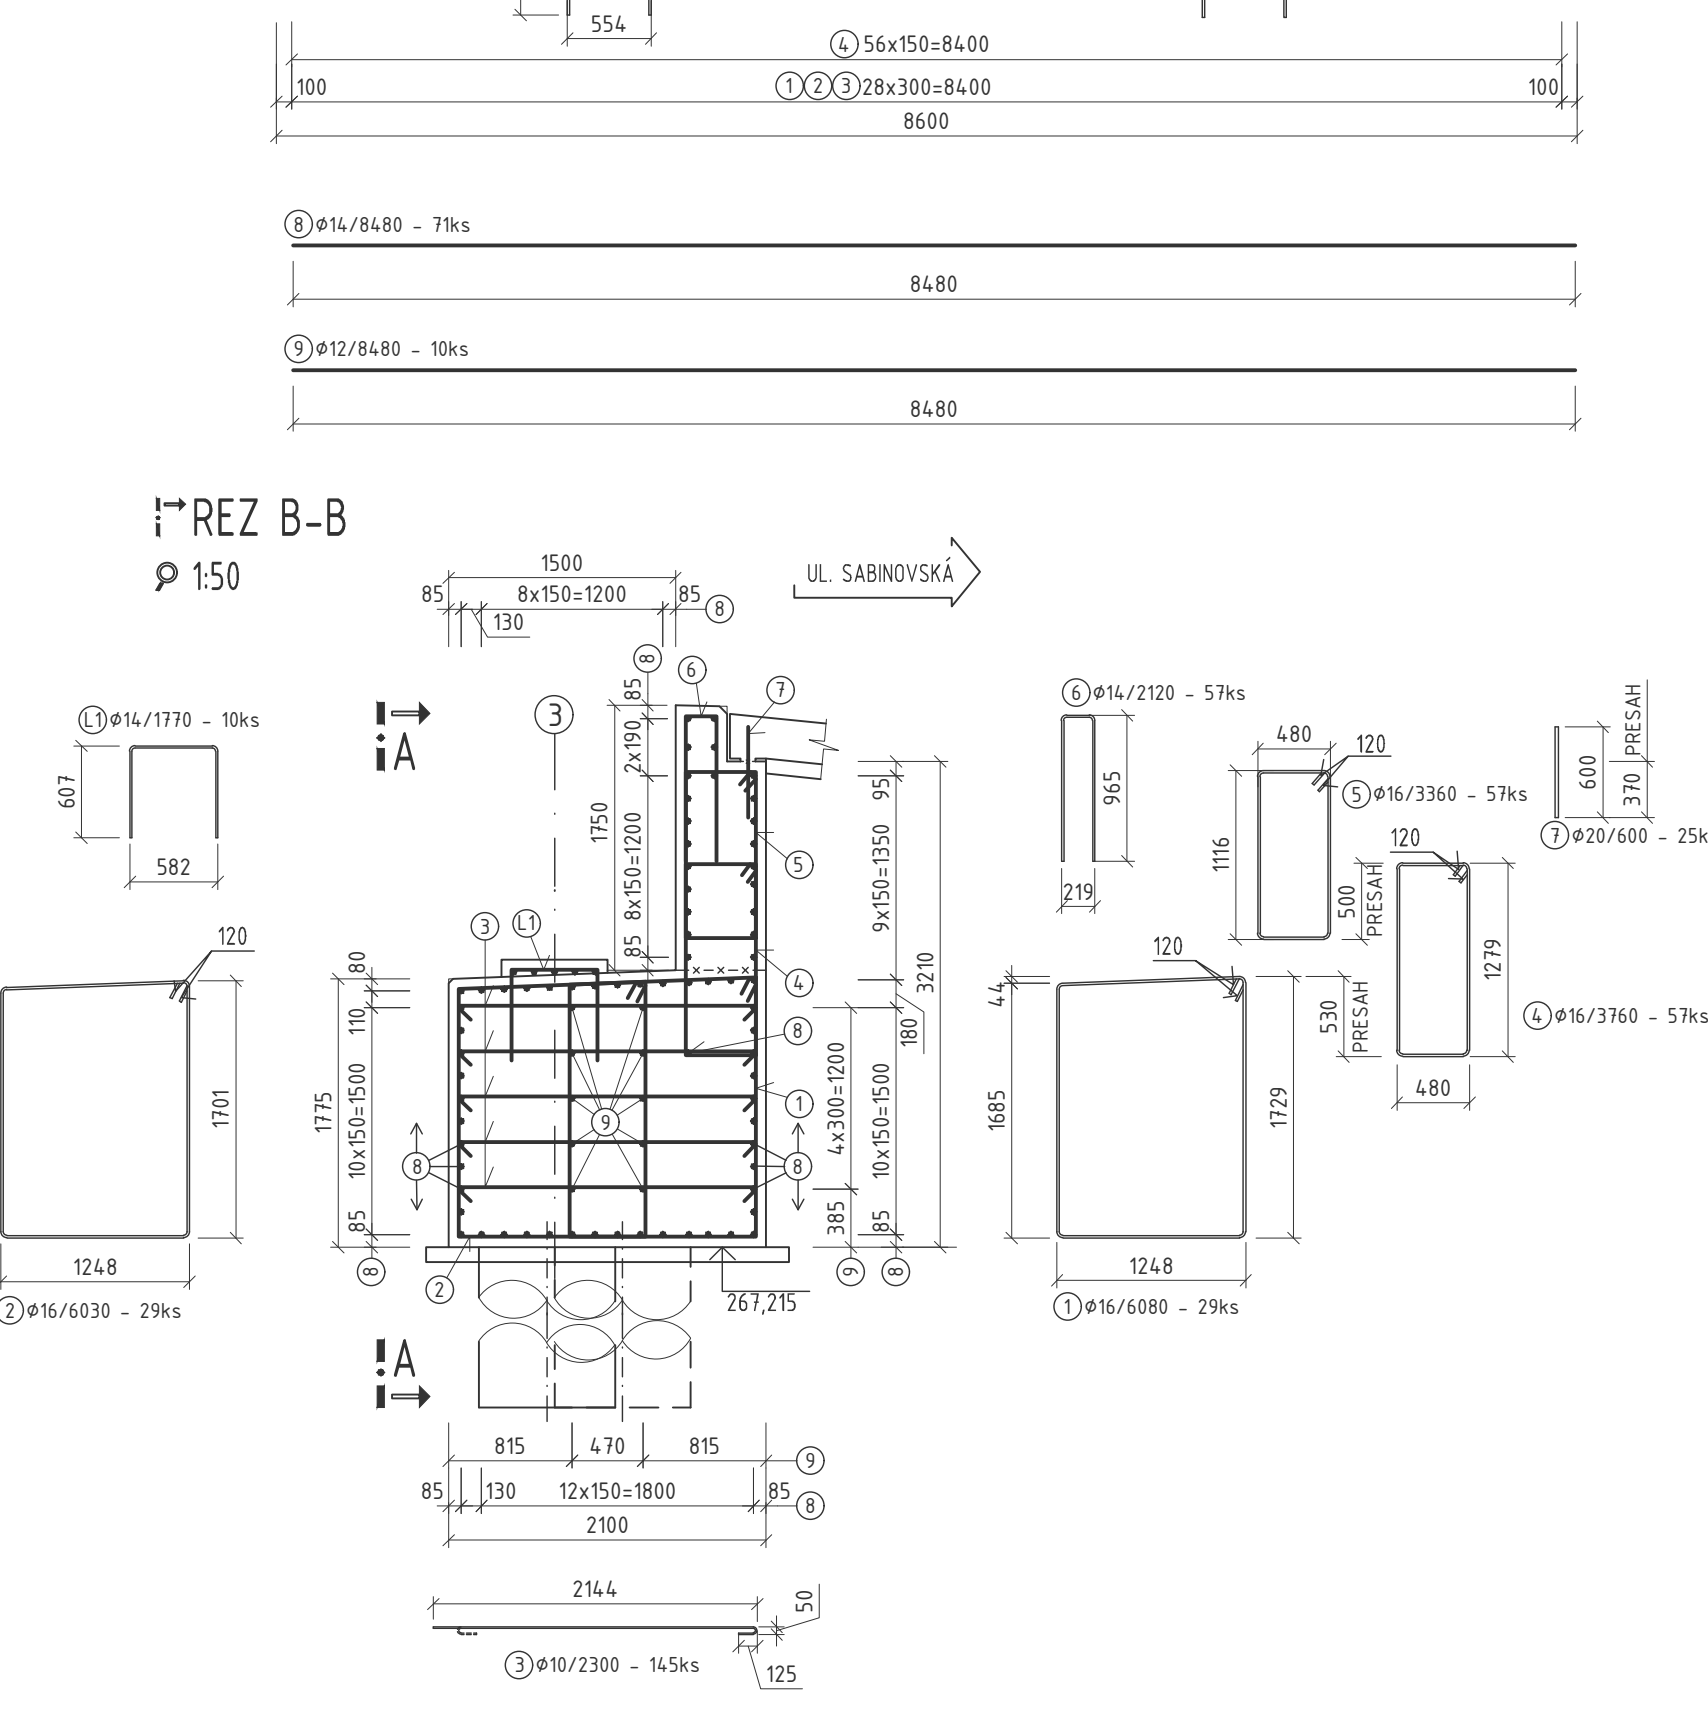 554
④ 56x150=8400
100
①②③ 28x300=8400
100
8600
⑧ ϕ14/8480 - 71ks
8480
⑨ ϕ12/8480 - 10ks
8480
REZ B-B
1:50
UL. SABINOVSKÁ
1500
85
8x150=1200
85
⑧
130
⑧
⑥
⑦
85
2x190
1750
8x150=1200
85
A
③
L1 ϕ14/1770 - 10ks
607
582
⑥ ϕ14/2120 - 57ks
965
219
480
120
⑤ ϕ16/3360 - 57ks
1116
500
PRESAH
PRESAH
600
370
⑦ ϕ20/600 - 25k
120
1279
480
④ ϕ16/3760 - 57ks
530
PRESAH
95
9x150=1350
3210
180
⑤
④
⑧
①
③
L1
⑨
⑧
⑧
120
1701
1248
② ϕ16/6030 - 29ks
80
110
1775
10x150=1500
85
⑧
4x300=1200
385
10x150=1500
85
⑨
⑧
②
267,215
120
44
1685
1729
1248
① ϕ16/6080 - 29ks
A
815
470
815
⑨
85
130
12x150=1800
85
⑧
2100
2144
50
③ ϕ10/2300 - 145ks
125